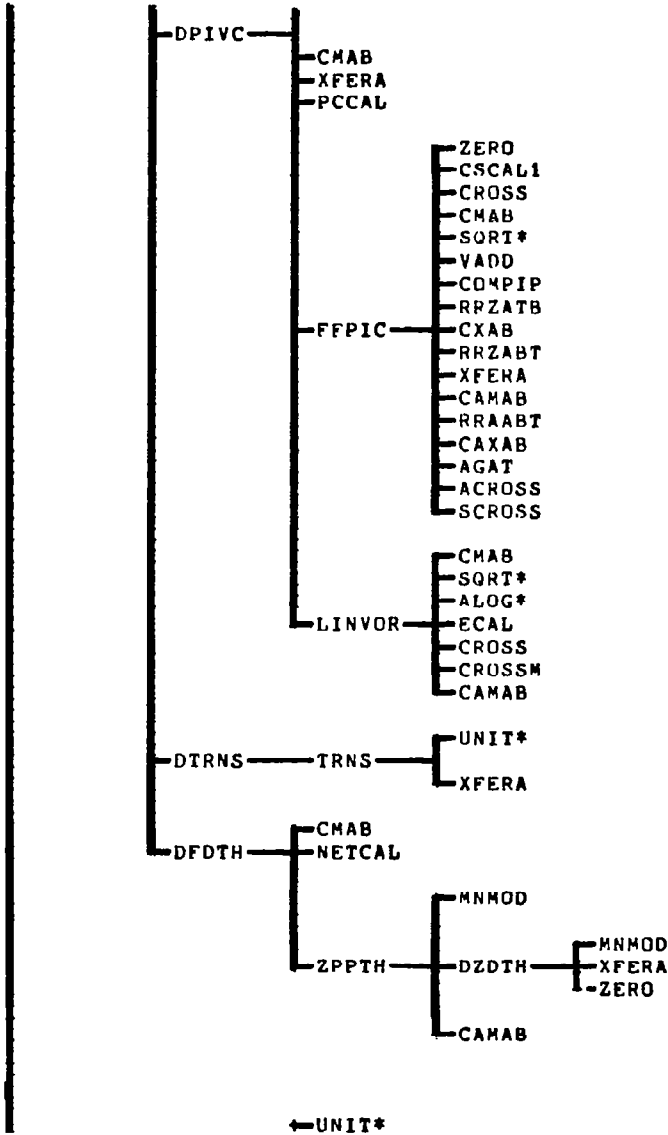 DPIVC
CMAB
XFERA
PCCAL
ZERO
CSCAL1
CROSS
CMAB
SQRT*
VADD
COMPIP
RRZATB
FFPIC
CXAB
RRZABT
XFERA
CAMAB
RRAABT
CAXAB
AGAT
ACROSS
SCROSS
CMAB
SQRT*
ALOG*
LINVOR
ECAL
CROSS
CROSSM
CAMAB
UNIT*
DTRNS
TRNS
XFERA
CMAB
DFDTH
NETCAL
MNMOD
MNMOD
ZPPTH
DZDTH
XFERA
ZERO
CAMAB
UNIT*